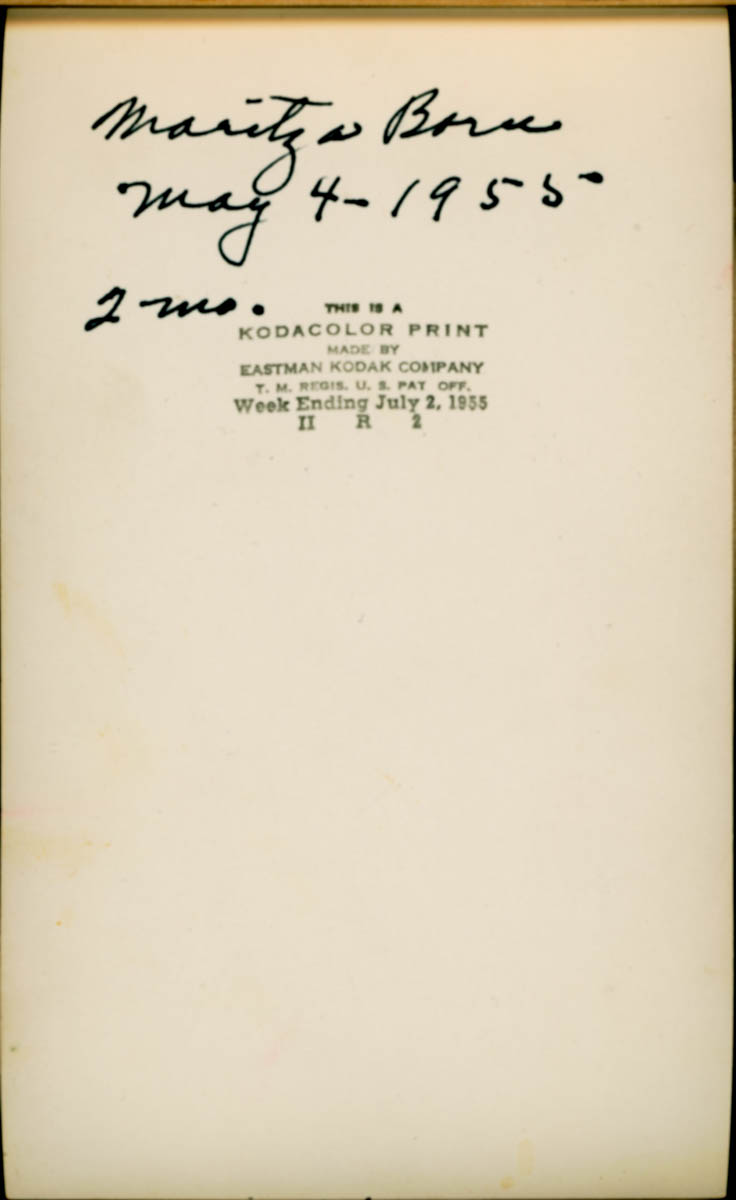 Maritza Born
May 4 - 1955
2 mo.
THIS IS A
KODACOLOR PRINT
MADE BY
EASTMAN KODAK COMPANY
T. M. REGIS. U. S. PAT. OFF.
Week Ending July 2, 1955
II R 2